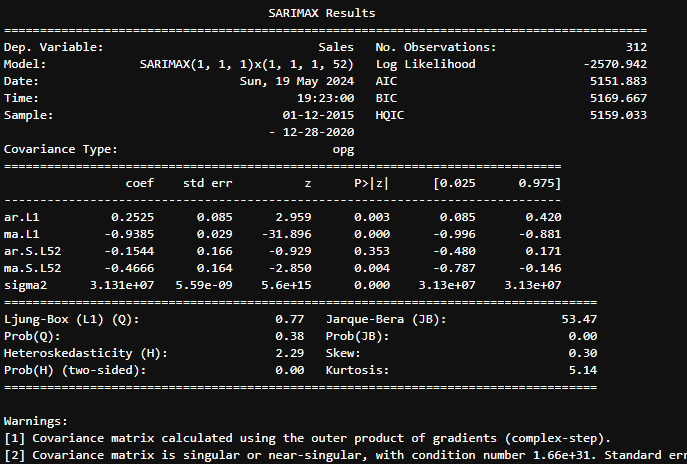 SARIMAX Results
==========================================================================================
Dep. Variable: Sales No. Observations: 312
Model: SARIMAX(1, 1, 1)x(1, 1, 1, 52) Log Likelihood -2570.942
Date: Sun, 19 May 2024 AIC 5151.883
Time: 19:23:00 BIC 5169.667
Sample: 01-12-2015 HQIC 5159.033
- 12-28-2020
Covariance Type: opg
==============================================================================
coef std err z P>|z| [0.025 0.975]
------------------------------------------------------------------------------
ar.L1 0.2525 0.085 2.959 0.003 0.085 0.420
ma.L1 -0.9385 0.029 -31.896 0.000 -0.996 -0.881
ar.S.L52 -0.1544 0.166 -0.929 0.353 -0.480 0.171
ma.S.L52 -0.4666 0.164 -2.850 0.004 -0.787 -0.146
sigma2 3.131e+07 5.59e-09 5.6e+15 0.000 3.13e+07 3.13e+07
===================================================================================
Ljung-Box (L1) (Q): 0.77 Jarque-Bera (JB): 53.47
Prob(Q): 0.38 Prob(JB): 0.00
Heteroskedasticity (H): 2.29 Skew: 0.30
Prob(H) (two-sided): 0.00 Kurtosis: 5.14
===================================================================================
Warnings:
[1] Covariance matrix calculated using the outer product of gradients (complex-step).
[2] Covariance matrix is singular or near-singular, with condition number 1.66e+31. Standard err